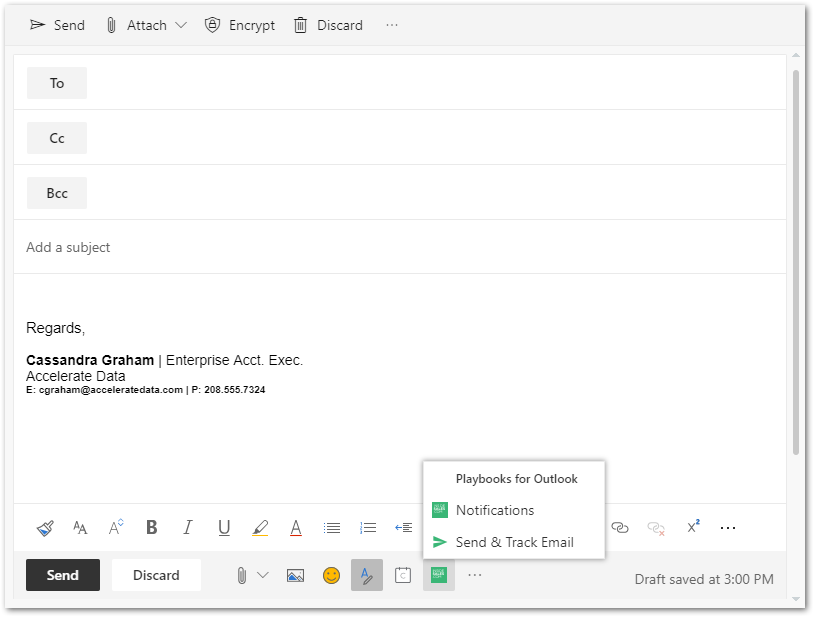 Send Attach Encrypt Discard ...
To
Cc
Bcc
Add a subject
Regards,
Cassandra Graham | Enterprise Acct. Exec.
Accelerate Data
E: cgraham@acceleratedata.com | P: 208.555.7324
Playbooks for Outlook
Notifications
Send & Track Email
AA A B I U A x² ...
Send Discard C ...
Draft saved at 3:00 PM